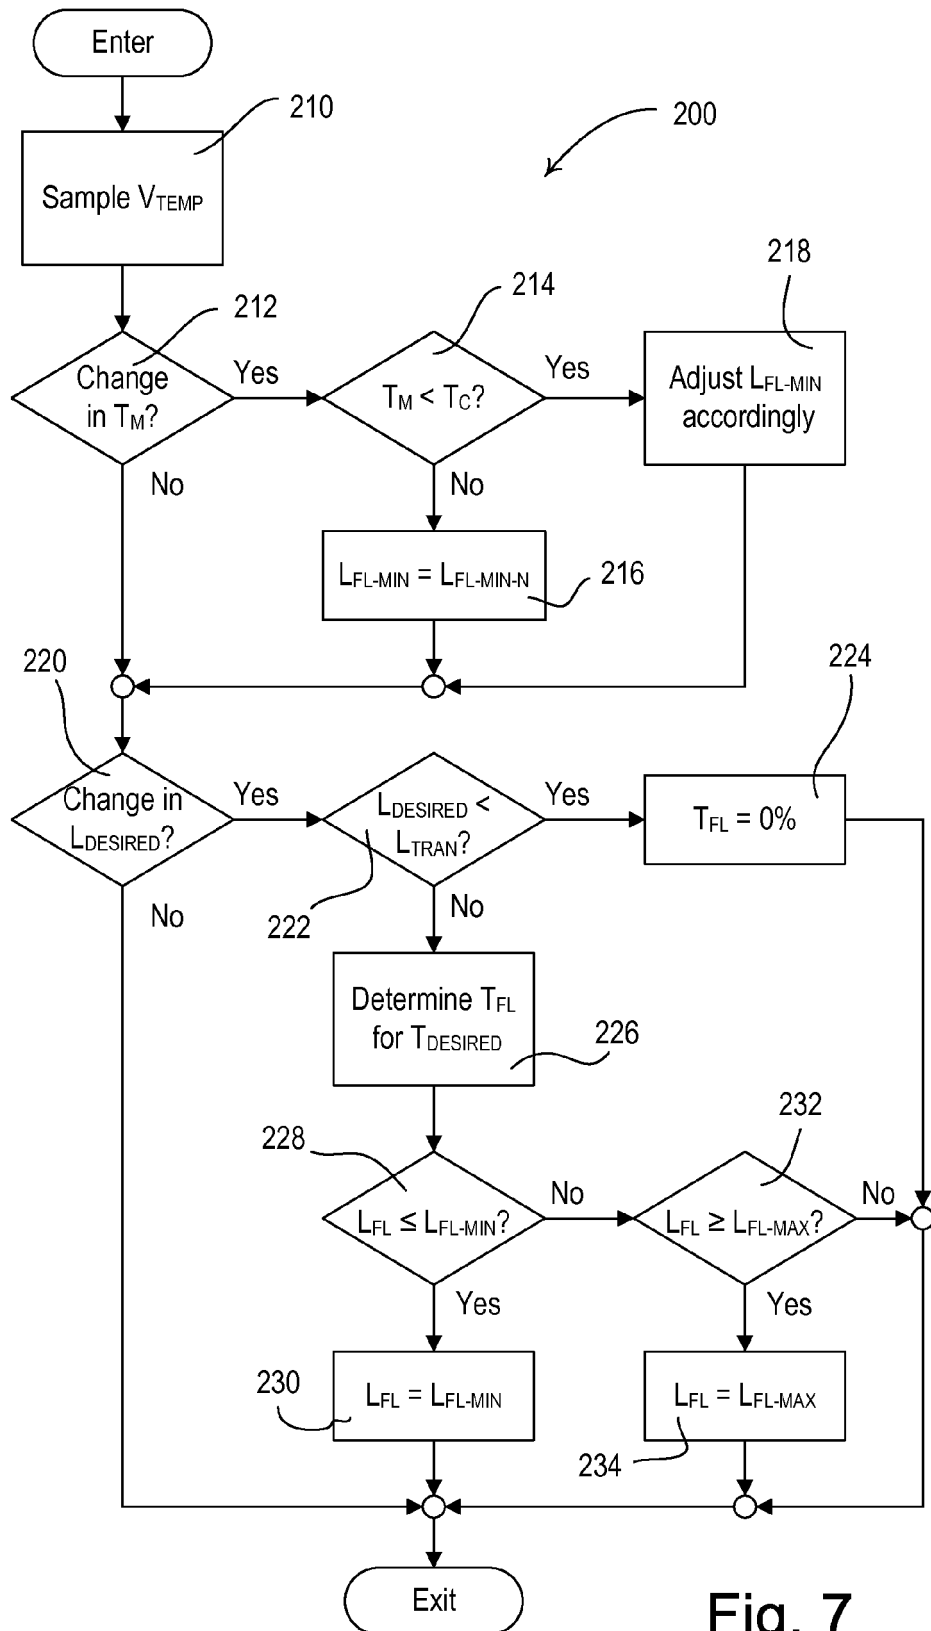 Enter
210
200
Sample VTEMP
218
214
212
Change
in TM?
Yes
TM < TC?
Yes
Adjust LFL-MIN
accordingly
No
No
LFL-MIN = LFL-MIN-N
216
220
224
Change in
LDESIRED?
Yes
LDESIRED <
LTRAN?
Yes
TFL = 0%
No
222
No
Determine TFL
for TDESIRED
226
232
228
LFL ≤ LFL-MIN?
No
LFL ≥ LFL-MAX?
No
Yes
Yes
230
LFL = LFL-MIN
LFL = LFL-MAX
234
Exit
Fig. 7